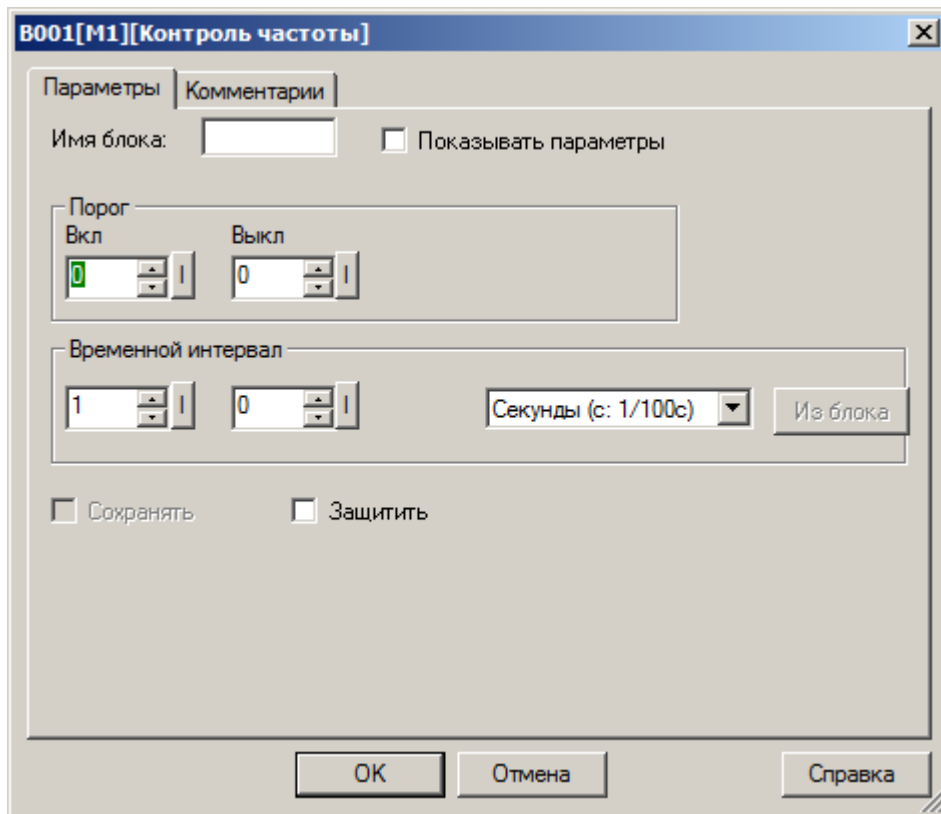 B001[M1][Контроль частоты]
Параметры Комментарии
Имя блока: Показывать параметры
Порог
Вкл Выкл
0 I 0 I
Временной интервал
1 I 0 I Секунды (с: 1/100с) Из блока
Сохранять Защитить
OK Отмена Справка